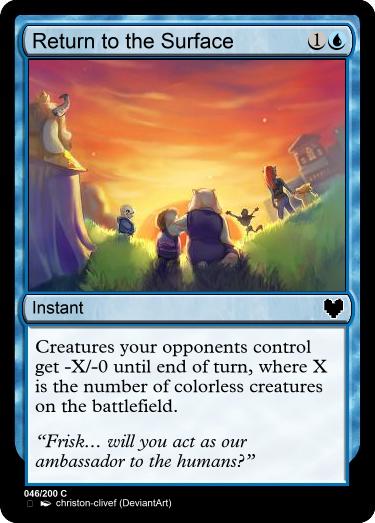 Return to the Surface
1
Instant
Creatures your opponents control
get -X/-0 until end of turn, where X
is the number of colorless creatures
on the battlefield.
“Frisk… will you act as our
ambassador to the humans?”
046/200 C
christon-clivef (DeviantArt)